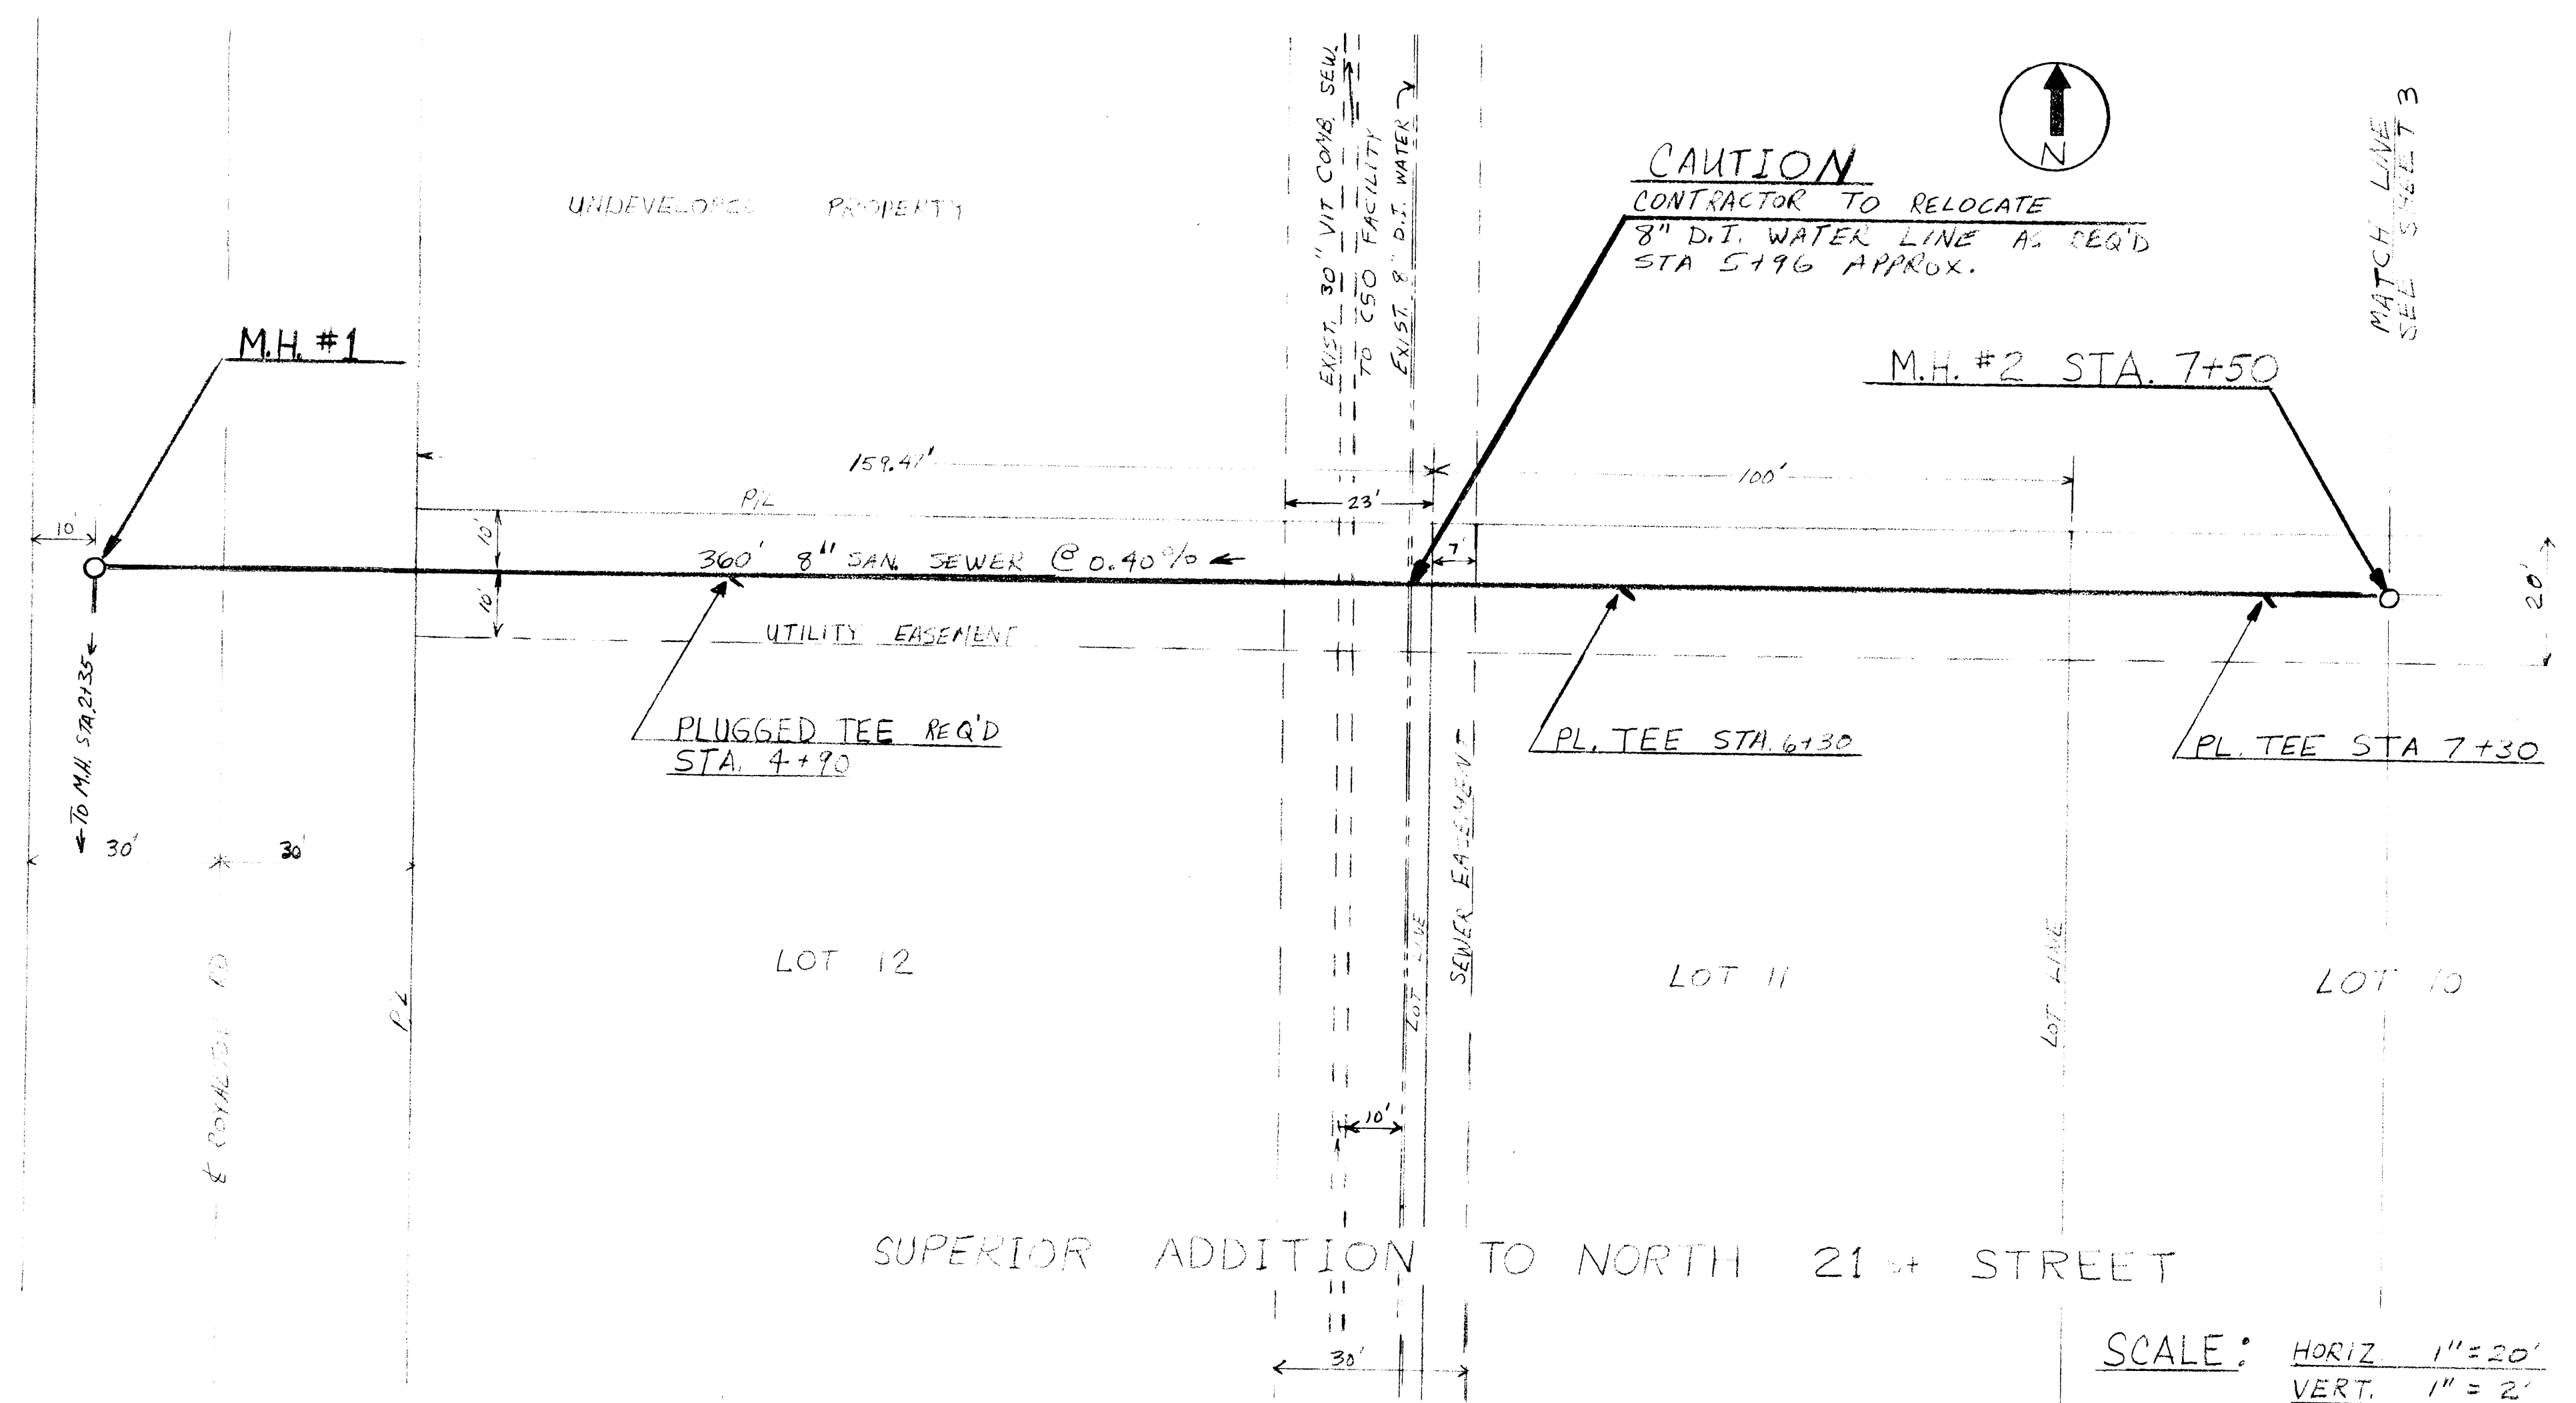 UNDEVELOPED PROPERTY
EXIST. 30" VIT COMB. SEW.
TO CSO FACILITY
EXIST. 8" D.I. WATER
N
MATCH LINE
SEE SHEET 3
CAUTION
CONTRACTOR TO RELOCATE
8" D.I. WATER LINE AS REQ'D
STA 5+96 APPROX.
M.H. #1
M.H. #2 STA. 7+50
159.47'
100'
P/L
23'
10'
10'
7'
360' 8" SAN. SEWER @ 0.40%
10'
20'
UTILITY EASEMENT
TO M.H. STA. 2+35
PLUGGED TEE REQ'D
STA. 4+90
PL. TEE STA. 6+30
PL. TEE STA 7+30
30' 30'
SEWER EASEMENT
LOT 12
LOT LINE
LOT 11
LOT LINE
LOT 10
P/L
℄ ROYALTON RD
10'
SUPERIOR ADDITION TO NORTH 21st STREET
30'
SCALE: HORIZ. 1" = 20'
VERT. 1" = 2'